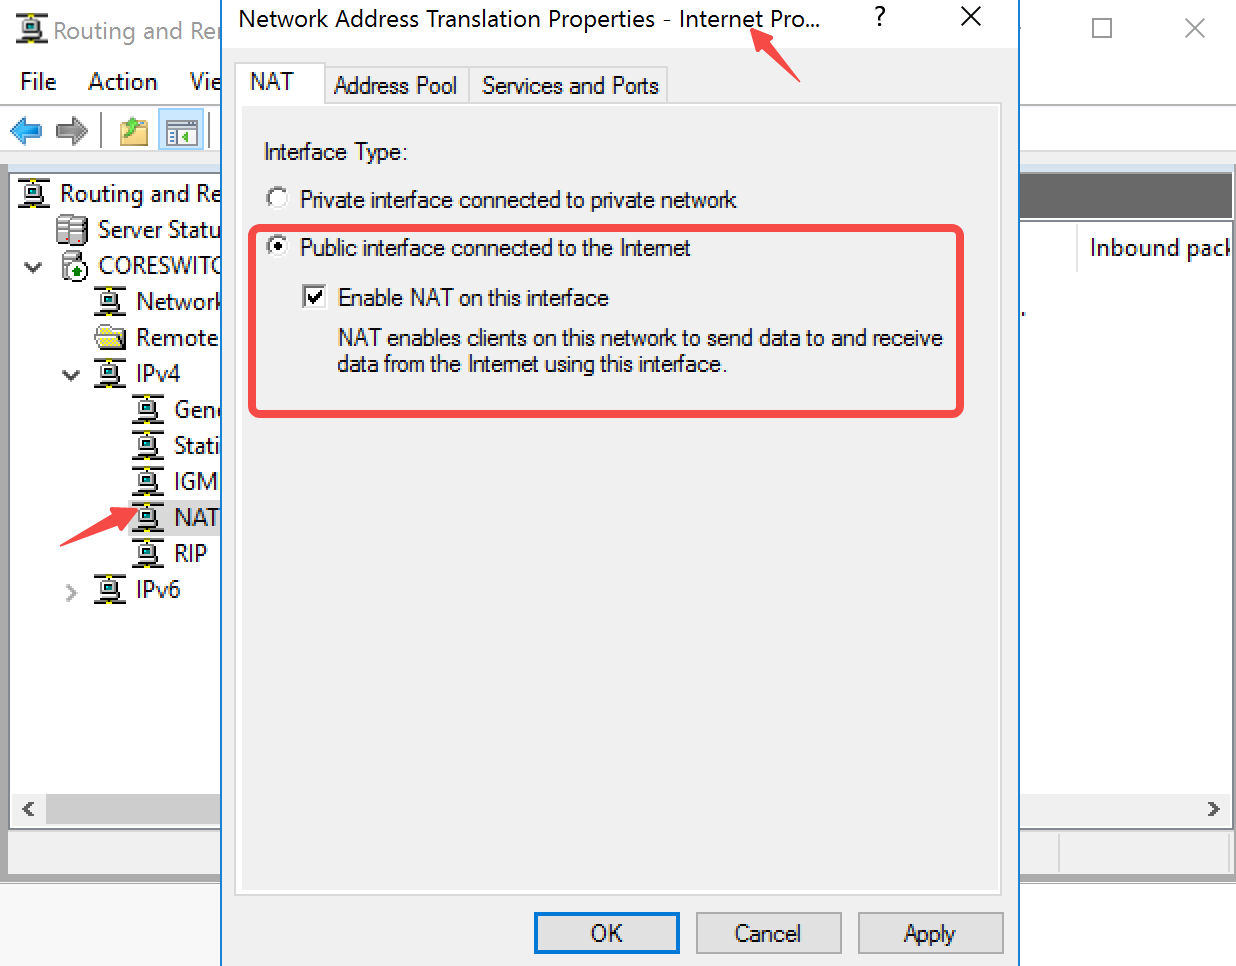 Routing and Re
Network Address Translation Properties - Internet Pro...
?
File
Action
Vie
NAT
Address Pool
Services and Ports
Interface Type:
Private interface connected to private network
Public interface connected to the Internet
Enable NAT on this interface
NAT enables clients on this network to send data to and receive
data from the Internet using this interface.
Routing and Re
Server Statu
CORESWITC
Network
Remote
IPv4
Gene
Stati
IGM
NAT
RIP
IPv6
Inbound pack
OK
Cancel
Apply